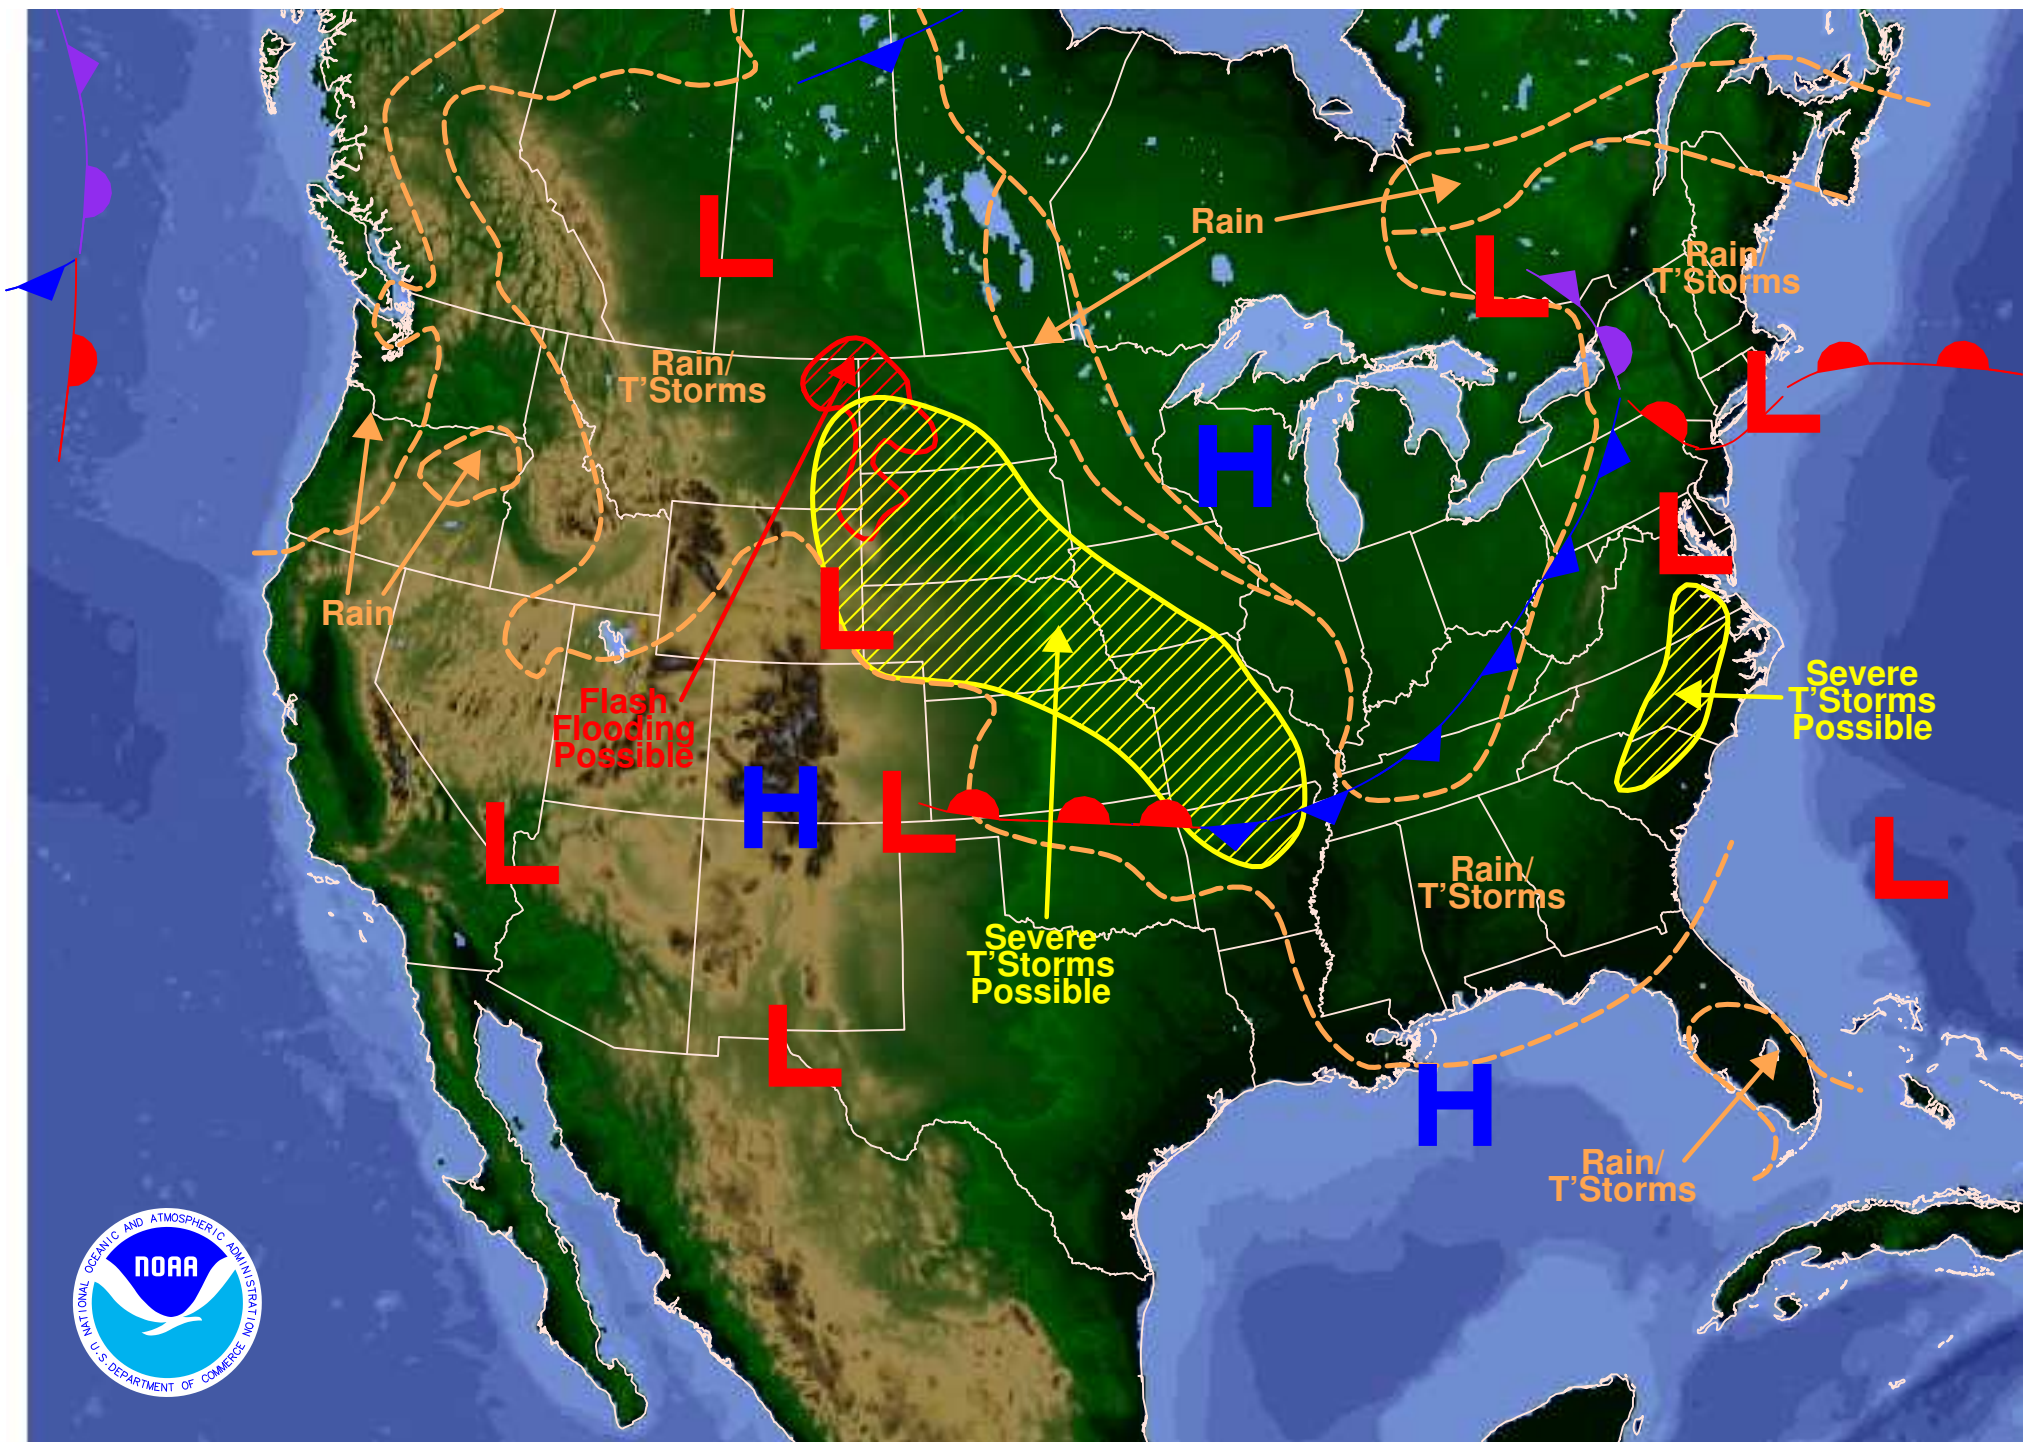 L
Rain
L
Rain/
T'Storms
Rain/
T'Storms
L
H
L
L
Rain
L
Severe
T'Storms
Possible
Flash
Flooding
Possible
H
L
L
L
Rain/
T'Storms
Severe
T'Storms
Possible
L
H
Rain/
T'Storms
NATIONAL OCEANIC AND ATMOSPHERIC ADMINISTRATION
NOAA
U.S. DEPARTMENT OF COMMERCE